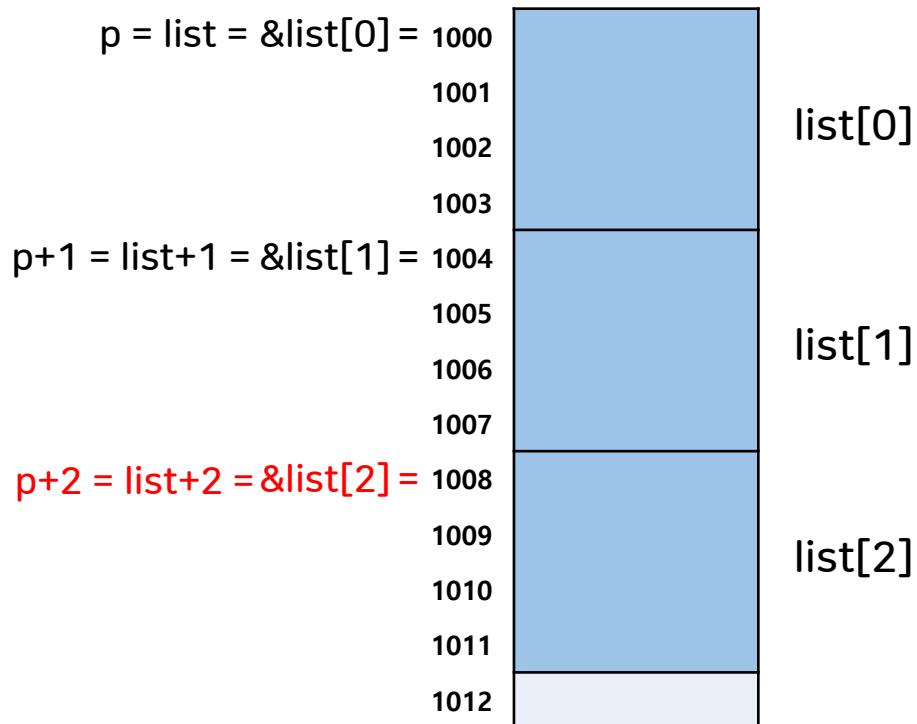 p = list = &list[0] = 1000
1001
list[0]
1002
1003
p+1 = list+1 = &list[1] = 1004
1005
list[1]
1006
1007
p+2 = list+2 = &list[2] = 1008
1009
list[2]
1010
1011
1012